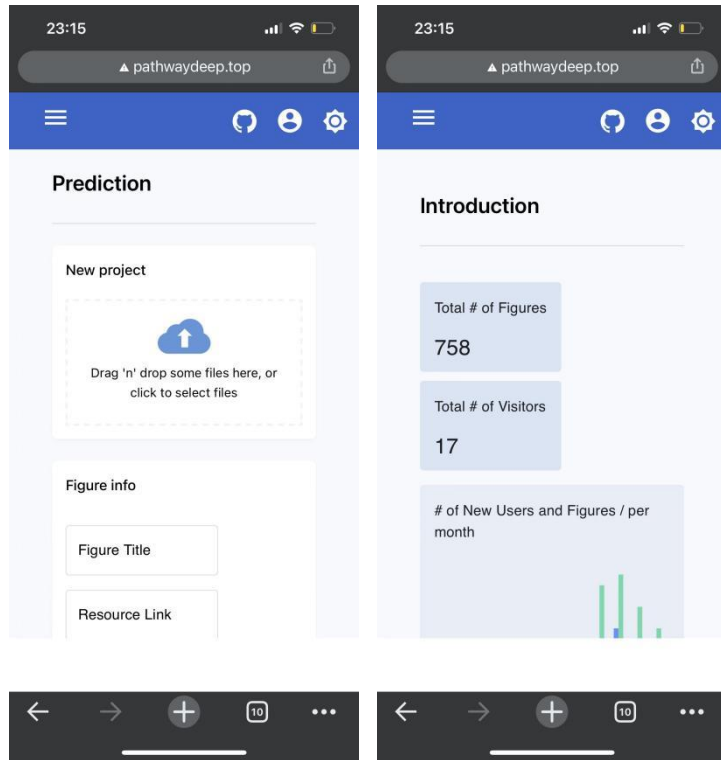 23:15
pathwaydeep.top
Prediction
New project
Drag 'n' drop some files here, or
click to select files
Figure info
Figure Title
Resource Link
10
23:15
pathwaydeep.top
Introduction
Total # of Figures
758
Total # of Visitors
17
# of New Users and Figures / per
month
10